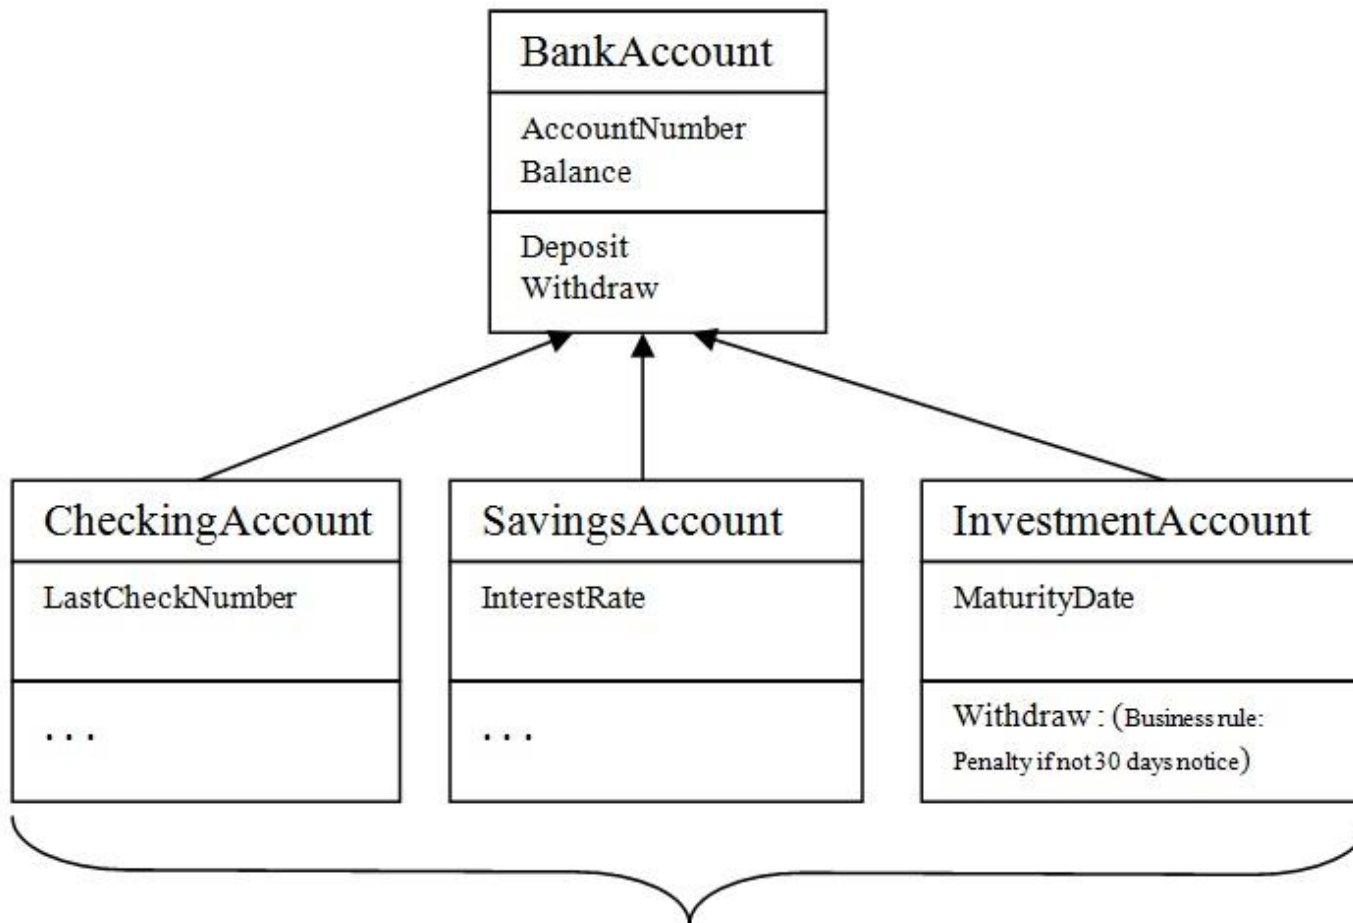 BankAccount
AccountNumber
Balance
Deposit
Withdraw
CheckingAccount
LastCheckNumber
. . .
SavingsAccount
InterestRate
. . .
InvestmentAccount
MaturityDate
Withdraw : (Business rule:
Penalty if not 30 days notice)